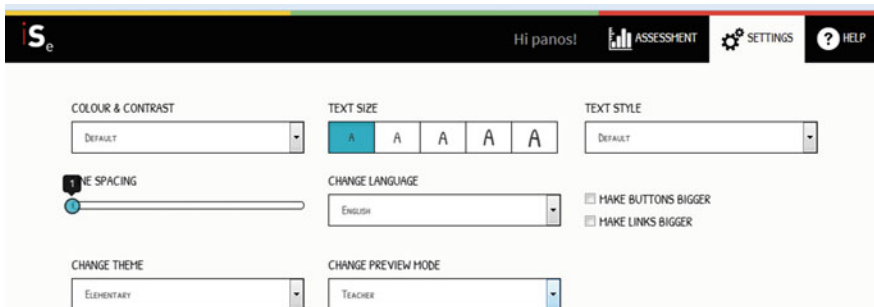 iSe Hi panos! ASSESSMENT SETTINGS ? HELP
COLOUR & CONTRAST TEXT SIZE TEXT STYLE
DEFAULT A A A A A DEFAULT
1 NE SPACING CHANGE LANGUAGE
ENGLISH MAKE BUTTONS BIGGER
MAKE LINKS BIGGER
CHANGE THEME CHANGE PREVIEW MODE
ELEMENTARY TEACHER